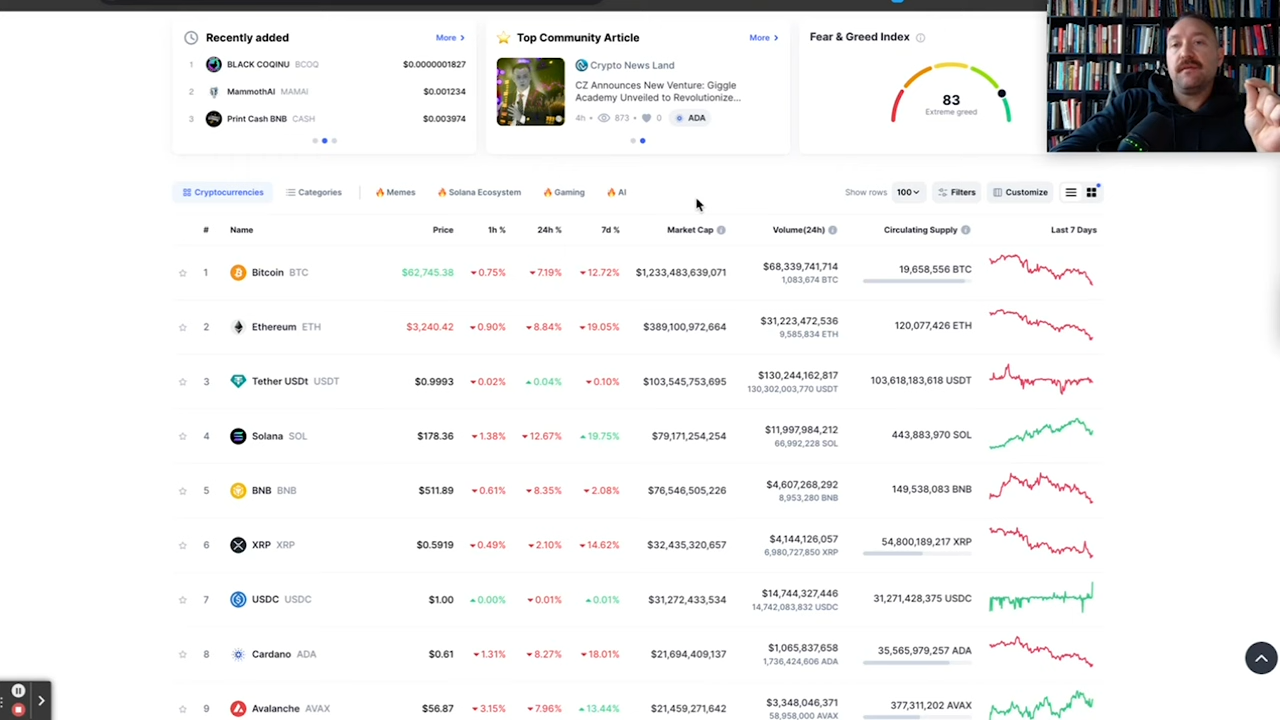 Recently added
More >
1 BLACK COQINU BCOQ $0.0000001827
2 MammothAI MAMAI $0.001234
3 Print Cash BNB CASH $0.003974
Top Community Article
More >
Crypto News Land
CZ Announces New Venture: Giggle
Academy Unveiled to Revolutionize...
4h • 873 • 0 ADA
Fear & Greed Index
83
Extreme greed
Cryptocurrencies Categories Memes Solana Ecosystem Gaming AI Show rows 100 Filters Customize
# Name Price 1h % 24h % 7d % Market Cap Volume(24h) Circulating Supply Last 7 Days
1 Bitcoin BTC $62,745.38 0.75% 7.19% 12.72% $1,233,483,639,071 $68,339,741,714 19,658,556 BTC
1,083,674 BTC
2 Ethereum ETH $3,240.42 0.90% 8.84% 19.05% $389,100,972,664 $31,223,472,536 120,077,426 ETH
9,585,834 ETH
3 Tether USDt USDT $0.9993 0.02% 0.04% 0.10% $103,545,753,695 $130,244,162,817 103,618,183,618 USDT
130,302,003,770 USDT
4 Solana SOL $178.36 1.38% 12.67% 19.75% $79,171,254,254 $11,997,984,212 443,883,970 SOL
66,992,228 SOL
5 BNB BNB $511.89 0.61% 8.35% 2.08% $76,546,505,226 $4,607,268,292 149,538,083 BNB
8,953,280 BNB
6 XRP XRP $0.5919 0.49% 2.10% 14.62% $32,435,320,657 $4,144,126,057 54,800,189,217 XRP
6,980,727,850 XRP
7 USDC USDC $1.00 0.00% 0.01% 0.01% $31,272,433,534 $14,744,327,446 31,271,428,375 USDC
14,742,083,832 USDC
8 Cardano ADA $0.61 1.31% 8.27% 18.01% $21,694,409,137 $1,065,837,658 35,565,979,257 ADA
1,736,424,606 ADA
9 Avalanche AVAX $56.87 3.15% 7.96% 13.44% $21,459,271,642 $3,348,046,371 377,311,202 AVAX
58,958,000 AVAX